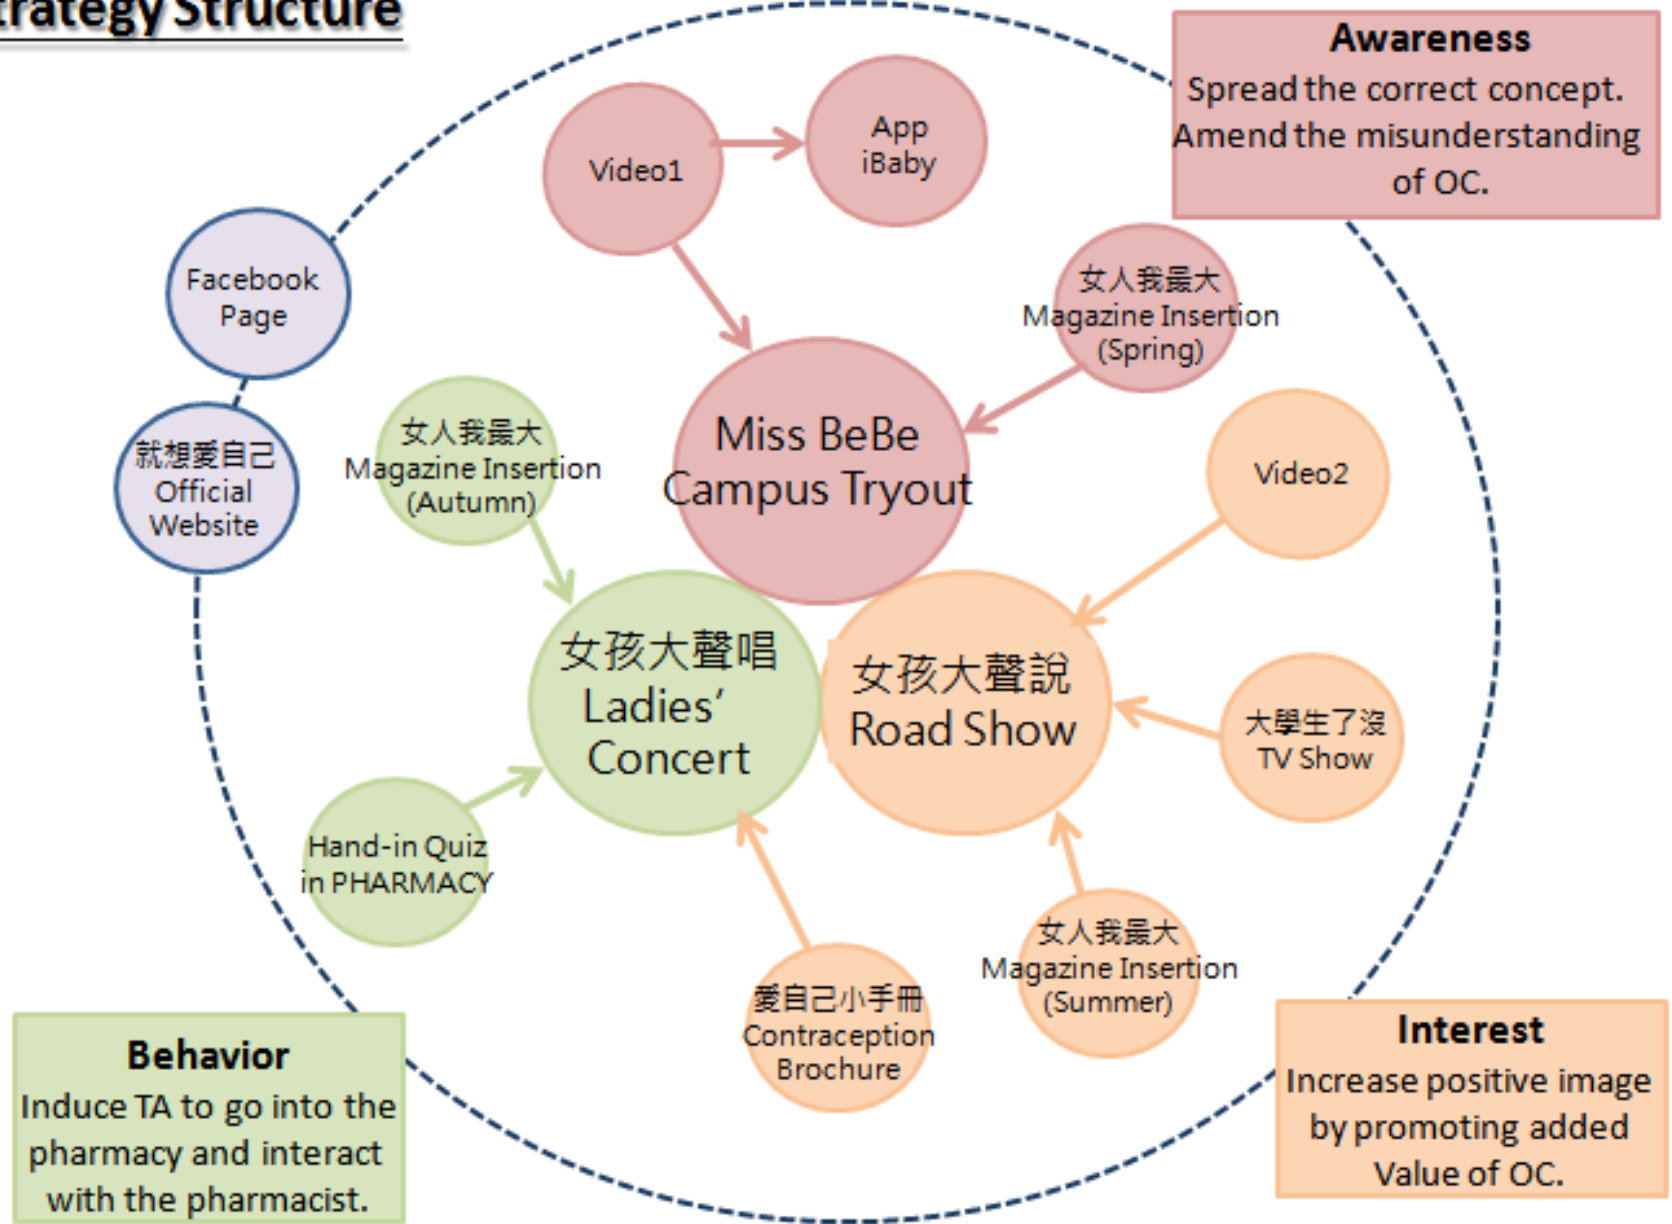 trategy Structure
Awareness
Spread the correct concept.
Amend the misunderstanding
of OC.
Video1
App
iBaby
Facebook
Page
女人我最大
Magazine Insertion
(Spring)
就想愛自己
Official
Website
女人我最大
Magazine Insertion
(Autumn)
Miss BeBe
Campus Tryout
Video2
女孩大聲唱
Ladies’
Concert
女孩大聲說
Road Show
大學生了沒
TV Show
Hand-in Quiz
in PHARMACY
愛自己小手冊
Contraception
Brochure
女人我最大
Magazine Insertion
(Summer)
Behavior
Induce TA to go into the
pharmacy and interact
with the pharmacist.
Interest
Increase positive image
by promoting added
Value of OC.